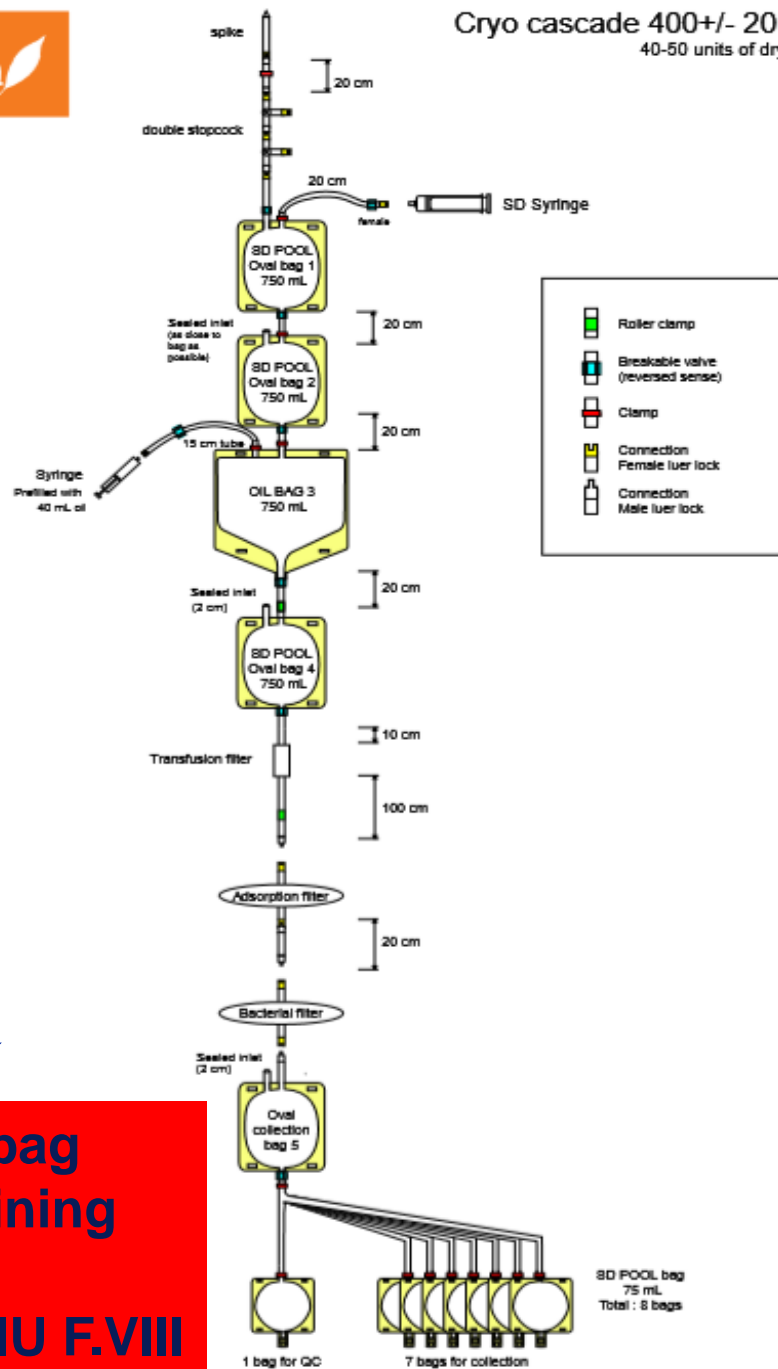 Cryo cascade 400+/- 20
40-50 units of dry
spike
20 cm
double stopcock
20 cm
female
SD Syringe
SD POOL
Oval bag 1
750 mL
Sealed inlet
(as close to
bag as
possible)
20 cm
SD POOL
Oval bag 2
750 mL
20 cm
15 cm tube
Syringe
Prefilled with
40 mL oil
OIL BAG 3
750 mL
Roller clamp
Breakable valve
(reversed sense)
Clamp
Connection
Female luer lock
Connection
Male luer lock
20 cm
Sealed inlet
(2 cm)
SD POOL
Oval bag 4
750 mL
10 cm
Transfusion filter
100 cm
Adsorption filter
20 cm
Bacterial filter
Sealed inlet
(2 cm)
Oval
collection
bag 5
bag
ining
IU F.VIII
SD POOL bag
75 mL
Total : 8 bags
1 bag for QC
7 bags for collection